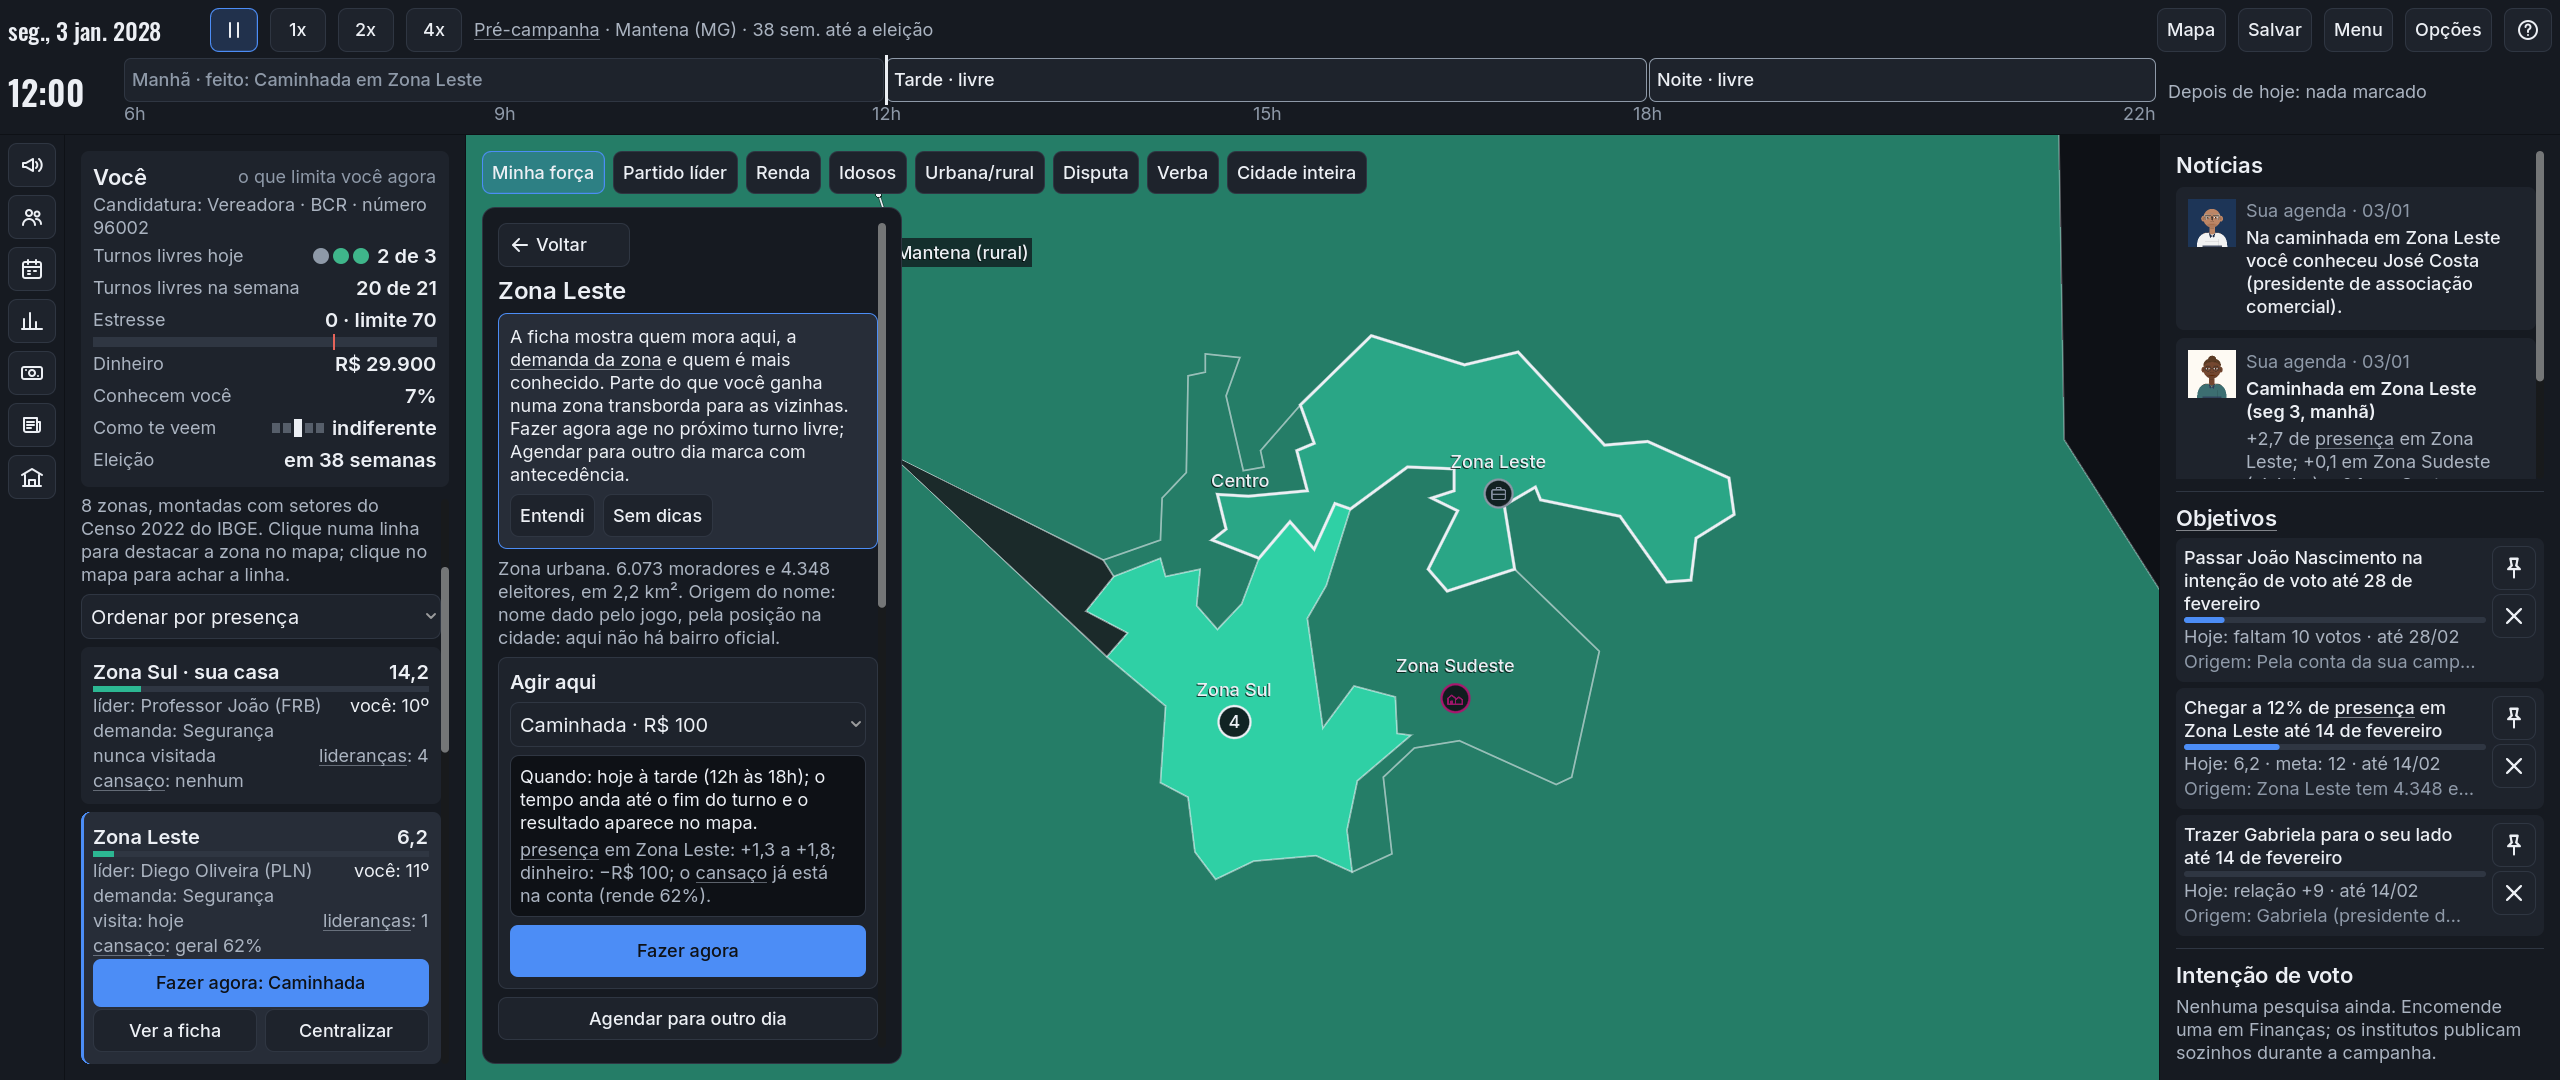 seg., 3 jan. 2028
1x
2x
4x
Pré-campanha · Mantena (MG) · 38 sem. até a eleição
Mapa
Salvar
Menu
Opções
12:00
Manhã · feito: Caminhada em Zona Leste
Tarde · livre
Noite · livre
Depois de hoje: nada marcado
6h
9h
12h
15h
18h
22h
Você
o que limita você agora
Candidatura: Vereadora · BCR · número
96002
Turnos livres hoje
2 de 3
Turnos livres na semana
20 de 21
Estresse
0 · limite 70
Dinheiro
R$ 29.900
Conhecem você
7%
Como te veem
indiferente
Eleição
em 38 semanas
8 zonas, montadas com setores do
Censo 2022 do IBGE. Clique numa linha
para destacar a zona no mapa; clique no
mapa para achar a linha.
Ordenar por presença
Zona Sul · sua casa
14,2
líder: Professor João (FRB)
você: 10º
demanda: Segurança
nunca visitada
lideranças: 4
cansaço: nenhum
Zona Leste
6,2
líder: Diego Oliveira (PLN)
você: 11º
demanda: Segurança
visita: hoje
lideranças: 1
cansaço: geral 62%
Fazer agora: Caminhada
Ver a ficha
Centralizar
Minha força
Partido líder
Renda
Idosos
Urbana/rural
Disputa
Verba
Cidade inteira
Voltar
Zona Leste
A ficha mostra quem mora aqui, a
demanda da zona e quem é mais
conhecido. Parte do que você ganha
numa zona transborda para as vizinhas.
Fazer agora age no próximo turno livre;
Agendar para outro dia marca com
antecedência.
Entendi
Sem dicas
Zona urbana. 6.073 moradores e 4.348
eleitores, em 2,2 km². Origem do nome:
nome dado pelo jogo, pela posição na
cidade: aqui não há bairro oficial.
Agir aqui
Caminhada · R$ 100
Quando: hoje à tarde (12h às 18h); o
tempo anda até o fim do turno e o
resultado aparece no mapa.
presença em Zona Leste: +1,3 a +1,8;
dinheiro: −R$ 100; o cansaço já está
na conta (rende 62%).
Fazer agora
Agendar para outro dia
Mantena (rural)
Centro
Zona Leste
Zona Sudeste
Zona Sul
4
Notícias
Sua agenda · 03/01
Na caminhada em Zona Leste
você conheceu José Costa
(presidente de associação
comercial).
Sua agenda · 03/01
Caminhada em Zona Leste
(seg 3, manhã)
+2,7 de presença em Zona
Leste; +0,1 em Zona Sudeste
Objetivos
Passar João Nascimento na
intenção de voto até 28 de
fevereiro
Hoje: faltam 10 votos · até 28/02
Origem: Pela conta da sua camp...
Chegar a 12% de presença em
Zona Leste até 14 de fevereiro
Hoje: 6,2 · meta: 12 · até 14/02
Origem: Zona Leste tem 4.348 e...
Trazer Gabriela para o seu lado
até 14 de fevereiro
Hoje: relação +9 · até 14/02
Origem: Gabriela (presidente d...
Intenção de voto
Nenhuma pesquisa ainda. Encomende
uma em Finanças; os institutos publicam
sozinhos durante a campanha.